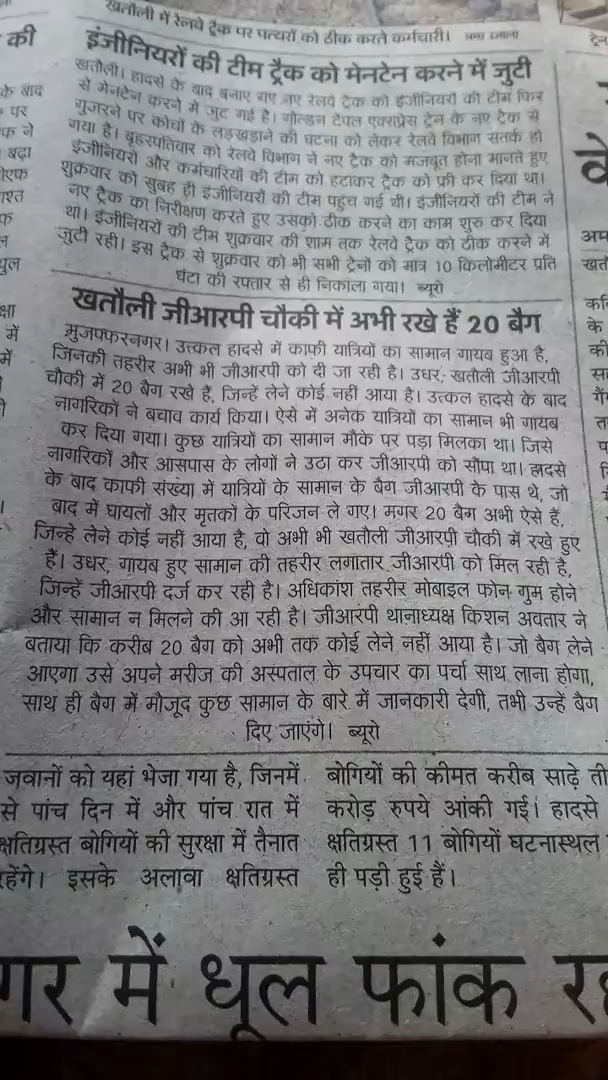 खतौली में रेलवे ट्रैक पर पत्थरों को ठीक करते कर्मचारी। अमर उजाला
इंजीनियरों की टीम ट्रैक को मेनटेन करने में जुटी
खतौली। हादसे के बाद बनाए गए नए रेलवे ट्रैक को इंजीनियरों की टीम फिर
से मेनटेन करने में जुट गई है। गोल्डन टेंपल एक्सप्रेस ट्रेन के नए ट्रैक से
गुजरने पर कोचों के लड़खड़ाने की घटना को लेकर रेलवे विभाग सतर्क हो
गया है। बृहस्पतिवार को रेलवे विभाग ने नए ट्रैक को मजबूत होना मानते हुए
इंजीनियरों और कर्मचारियों की टीम को हटाकर ट्रैक को फ्री कर दिया था।
शुक्रवार को सुबह ही इंजीनियरों की टीम पहुंच गई थी। इंजीनियरों की टीम ने
नए ट्रैक का निरीक्षण करते हुए उसको ठीक करने का काम शुरु कर दिया
था। इंजीनियरों की टीम शुक्रवार की शाम तक रेलवे ट्रैक को ठीक करने में
जुटी रही। इस ट्रैक से शुक्रवार को भी सभी ट्रेनों को मात्र 10 किलोमीटर प्रति
घंटा की रफ्तार से ही निकाला गया। ब्यूरो
खतौली जीआरपी चौकी में अभी रखे हैं 20 बैग
मुजफ्फरनगर। उत्कल हादसे में काफी यात्रियों का सामान गायब हुआ है,
जिनकी तहरीर अभी भी जीआरपी को दी जा रही है। उधर, खतौली जीआरपी
चौकी में 20 बैग रखे हैं, जिन्हें लेने कोई नहीं आया है। उत्कल हादसे के बाद
नागरिकों ने बचाव कार्य किया। ऐसे में अनेक यात्रियों का सामान भी गायब
कर दिया गया। कुछ यात्रियों का सामान मौके पर पड़ा मिलका था। जिसे
नागरिकों और आसपास के लोगों ने उठा कर जीआरपी को सौंपा था। हादसे
के बाद काफी संख्या में यात्रियों के सामान के बैग जीआरपी के पास थे, जो
बाद में घायलों और मृतकों के परिजन ले गए। मगर 20 बैग अभी ऐसे हैं,
जिन्हे लेने कोई नहीं आया है, वो अभी भी खतौली जीआरपी चौकी में रखे हुए
हैं। उधर, गायब हुए सामान की तहरीर लगातार जीआरपी को मिल रही है,
जिन्हें जीआरपी दर्ज कर रही है। अधिकांश तहरीर मोबाइल फोन गुम होने
और सामान न मिलने की आ रही है। जीआरपी थानाध्यक्ष किशन अवतार ने
बताया कि करीब 20 बैग को अभी तक कोई लेने नहीं आया है। जो बैग लेने
आएगा उसे अपने मरीज की अस्पताल के उपचार का पर्चा साथ लाना होगा,
साथ ही बैग में मौजूद कुछ सामान के बारे में जानकारी देगी, तभी उन्हें बैग
दिए जाएंगे। ब्यूरो
जवानों को यहां भेजा गया है, जिनमें
से पांच दिन में और पांच रात में
क्षतिग्रस्त बोगियों की सुरक्षा में तैनात
रहेंगे। इसके अलावा क्षतिग्रस्त
बोगियों की कीमत करीब साढ़े ती
करोड़ रुपये आंकी गई। हादसे
क्षतिग्रस्त 11 बोगियों घटनास्थल
ही पड़ी हुई हैं।
गर में धूल फांक